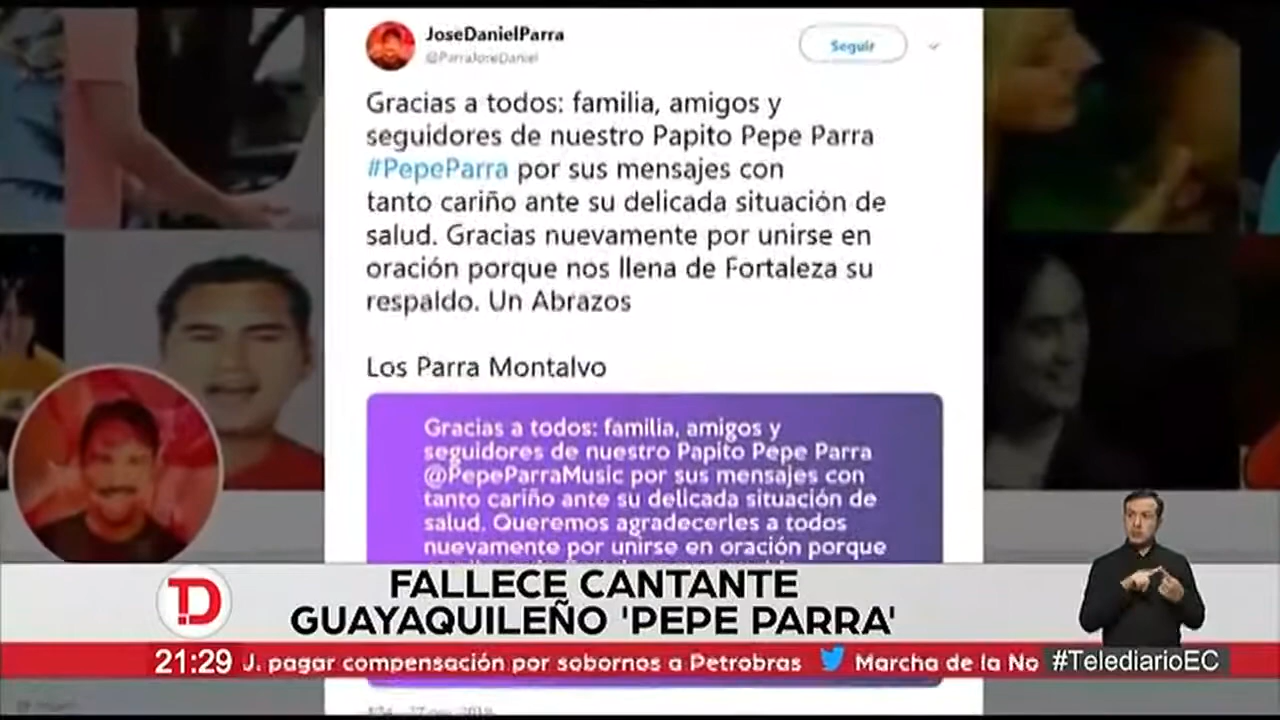 JoseDanielParra
@ParraJoseDaniel
Seguir
Gracias a todos: familia, amigos y
seguidores de nuestro Papito Pepe Parra
#PepeParra por sus mensajes con
tanto cariño ante su delicada situación de
salud. Gracias nuevamente por unirse en
oración porque nos llena de Fortaleza su
respaldo. Un Abrazos
Los Parra Montalvo
Gracias a todos: familia, amigos y
seguidores de nuestro Papito Pepe Parra
@PepeParraMusic por sus mensajes con
tanto cariño ante su delicada situación de
salud. Queremos agradecerles a todos
nuevamente por unirse en oración porque
TD
FALLECE CANTANTE
GUAYAQUILEÑO 'PEPE PARRA'
21:29 J. pagar compensación por sobornos a Petrobras Marcha de la No #TelediarioEC